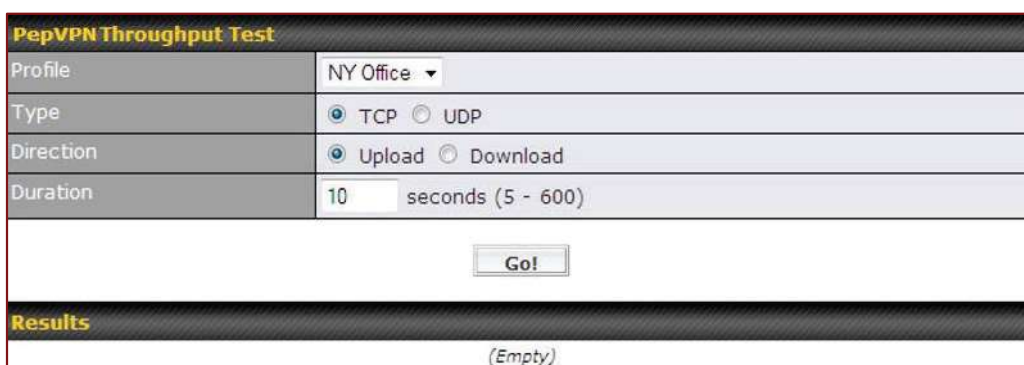 PepVPN Throughput Test
Profile
NY Office
Type
TCP UDP
Direction
Upload Download
Duration
10 seconds (5 - 600)
Go!
Results
(Empty)